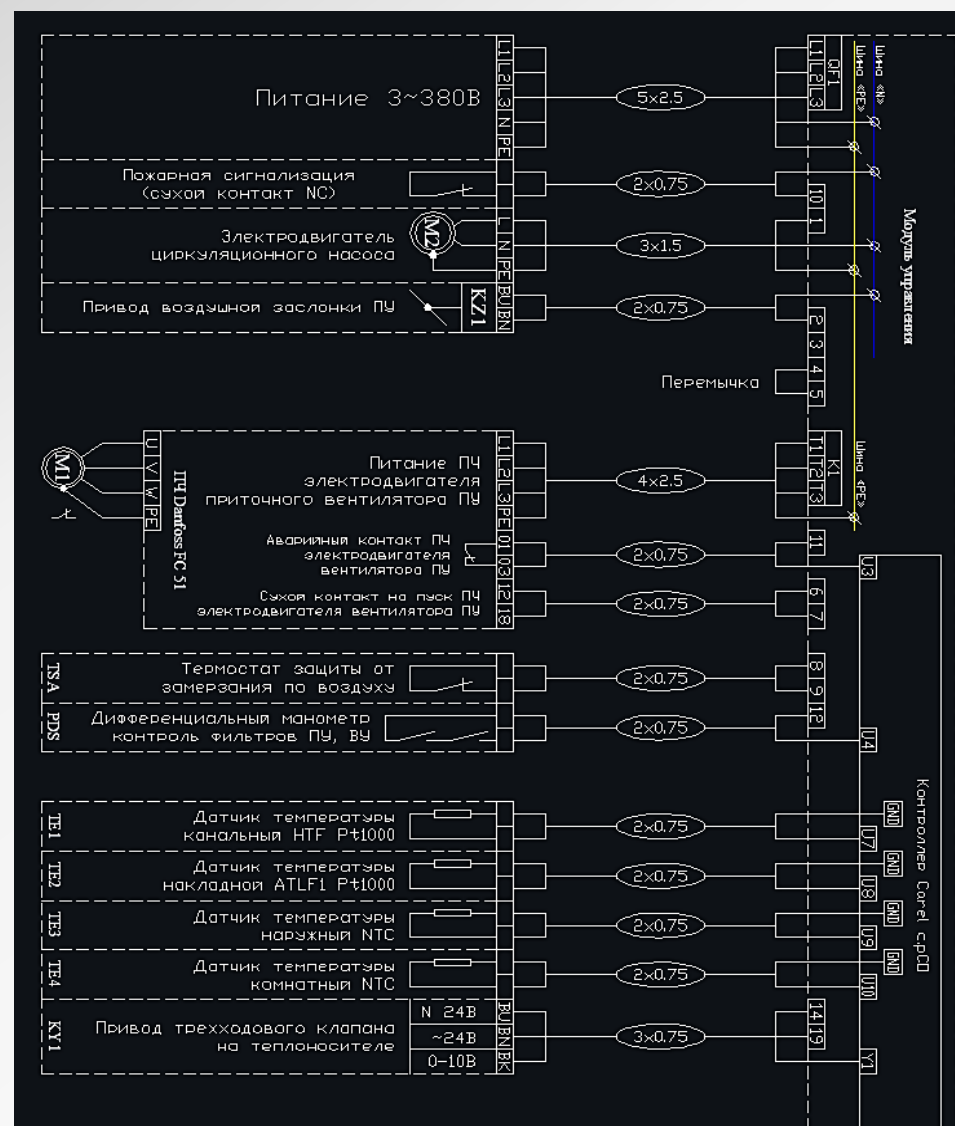 Питание 3~380В
L1 L2 L3 N PE
5x2.5
L1 L2 L3
QF1
Шина «PE»
Шина «N»
Модуль управления
Пожарная сигнализация
(сухой контакт NC)
2x0.75
10
Электродвигатель
циркуляционного насоса
M2
L N PE
3x1.5
1
Привод воздушной заслонки ПУ
KZ1
BU BN
2x0.75
2
3
Перемычка
4
5
M1
U V W PE
ПЧ Danfoss FC 51
Питание ПЧ
электродвигателя
приточного вентилятора ПУ
L1 L2 L3 PE
4x2.5
T1 T2 T3
K1
Шина «PE»
Аварийный контакт ПЧ
электродвигателя
вентилятора ПУ
01 03
2x0.75
11
U3
Сухой контакт на пуск ПЧ
электродвигателя вентилятора ПУ
12 18
2x0.75
6 7
TSA
Термостат защиты от
замерзания по воздуху
2x0.75
8 9
PDS
Дифференциальный манометр
контроль фильтров ПУ, ВУ
2x0.75
12
U4
Контроллер Carel c.pCO
TE1
Датчик температуры
канальный HTF Pt1000
2x0.75
GND
U7
TE2
Датчик температуры
накладной ATLF1 Pt1000
2x0.75
GND
U8
TE3
Датчик температуры
наружный NTC
2x0.75
GND
U9
TE4
Датчик температуры
комнатный NTC
2x0.75
GND
U10
KY1
Привод трехходового клапана
на теплоносителе
N 24В
~24В
0-10В
BU BN BK
3x0.75
14 19
Y1